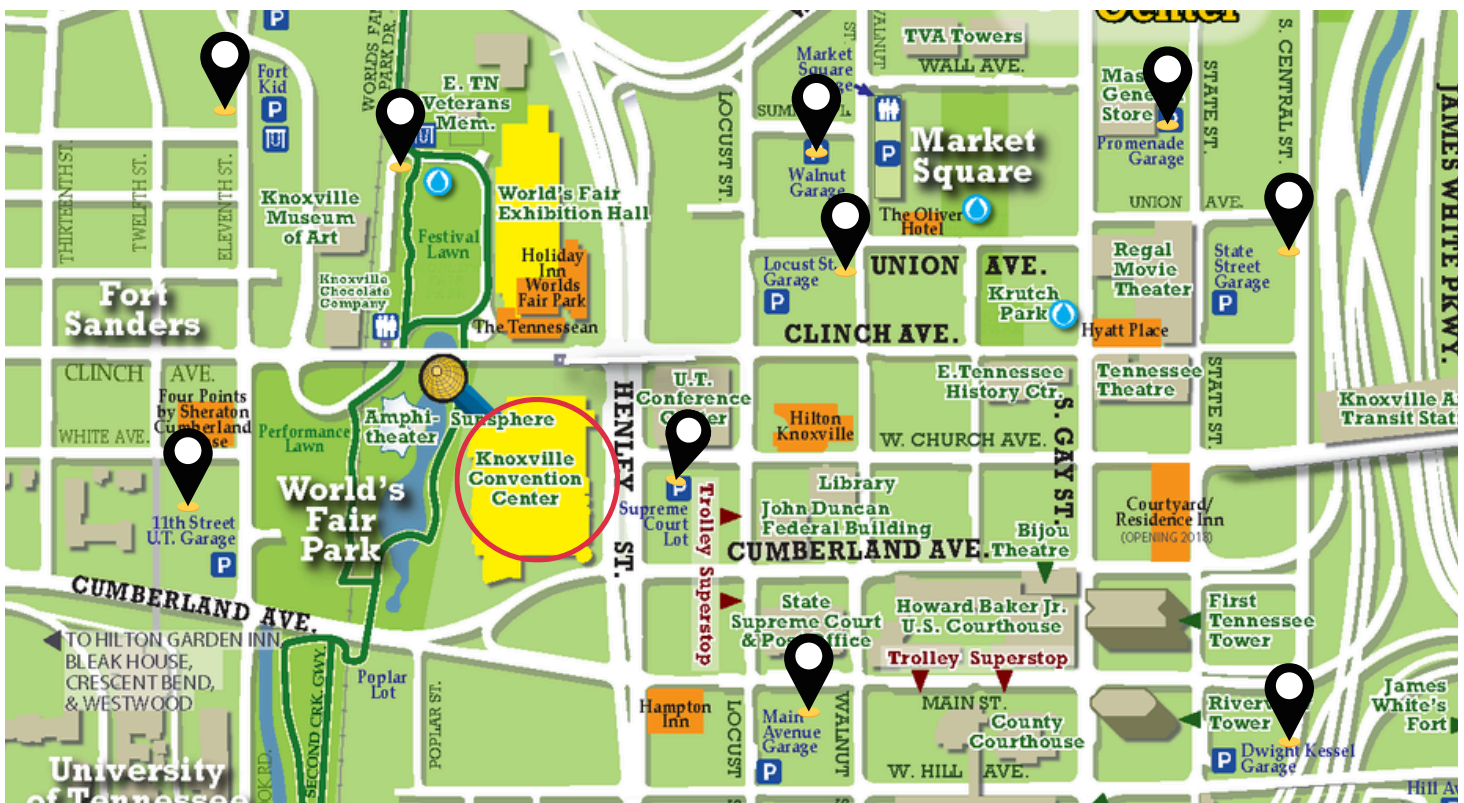 Center
Fort
Kid
P
P
WORLDS FAIR
PARK DR.
E. TN
Veterans
Mem.
World's Fair
Exhibition Hall
Festival
Lawn
Holiday
Inn
Worlds
Fair Park
The Tennessean
Knoxville
Museum
of Art
Knoxville
Chocolate
Company
THIRTEENTH ST.
TWELFTH ST.
ELEVENTH ST.
Fort
Sanders
CLINCH AVE.
WHITE AVE.
Four Points
by Sheraton
Cumberland
11th Street
U.T. Garage
P
Performance
Lawn
Amphi-
theater
Sunsphere
World's
Fair
Park
Knoxville
Convention
Center
HENLEY ST.
LOCUST ST.
ST.
WALNUT
Market
Square
P
Walnut
Garage
Market
Square
TVA Towers
WALL AVE.
The Oliver
Hotel
Locust St.
Garage
P
UNION AVE.
Krutch
Park
CLINCH AVE.
General
Store
Promenade
Garage
STATE ST.
S. CENTRAL ST.
UNION AVE.
Regal
Movie
Theater
State
Street
Garage
P
Hyatt Place
JAMES WHITE PKWY.
U.T.
Conference
Hilton
Knoxville
E.Tennessee
History Ctr.
Tennessee
Theatre
STATE ST.
Transit
W. CHURCH AVE.
S. GAY ST.
P
Supreme
Court
Lot
Trolley Superstop
Library
John Duncan
Federal Building
CUMBERLAND AVE.
Bijou
Theatre
Courtyard/
Residence Inn
(OPENING 2018)
CUMBERLAND AVE.
TO HILTON GARDEN INN,
BLEAK HOUSE,
CRESCENT BEND,
& WESTWOOD
State
Supreme Court
& Post Office
Howard Baker Jr.
U.S. Courthouse
Trolley Superstop
First
Tennessee
Tower
Poplar
Lot
POPLAR ST.
SECOND CRK. GWY.
Hampton
Inn
LOCUST
Main
Avenue
Garage
P
WALNUT
MAIN ST.
County
Courthouse
W. HILL AVE.
Tower
P
Dwight Kessel
Garage
James
White's
Fort
University
of Tennessee